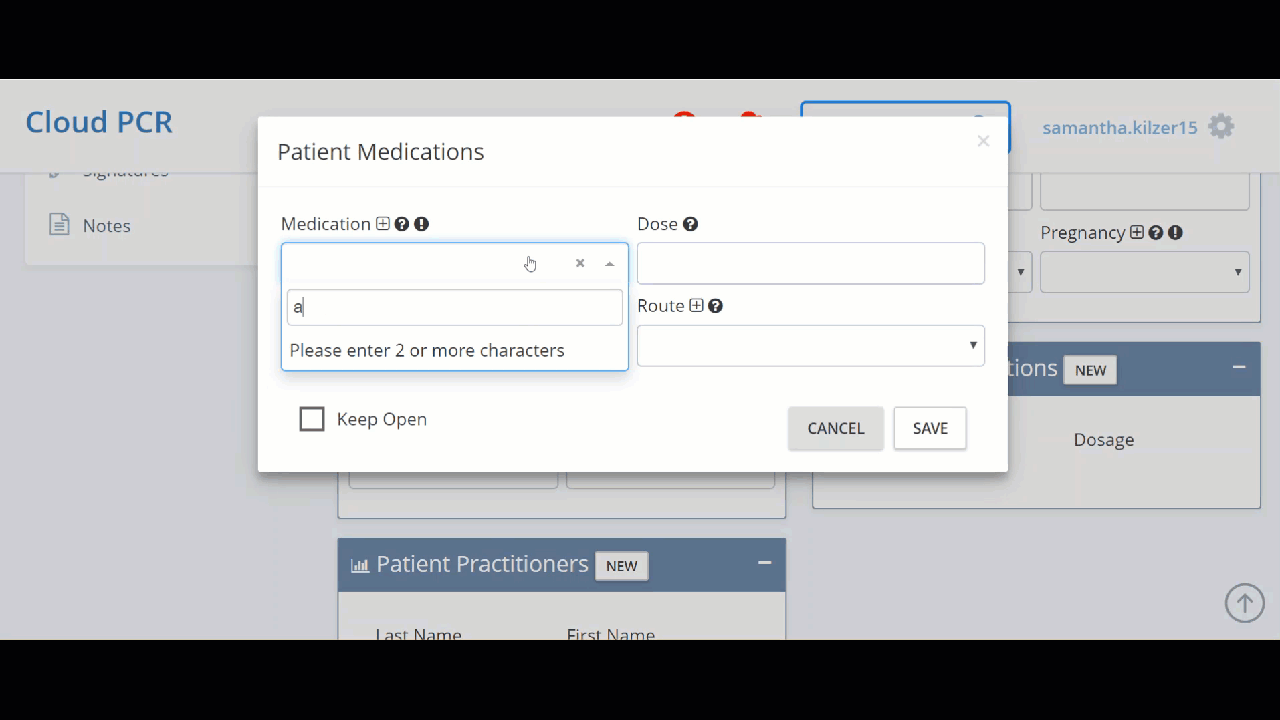 Cloud PCR
samantha.kilzer15
Patient Medications
×
Signatures
Notes
Medication
Dose
Pregnancy
a
Route
Please enter 2 or more characters
tions NEW
Keep Open
CANCEL
SAVE
Dosage
Patient Practitioners NEW
Last Name
First Name